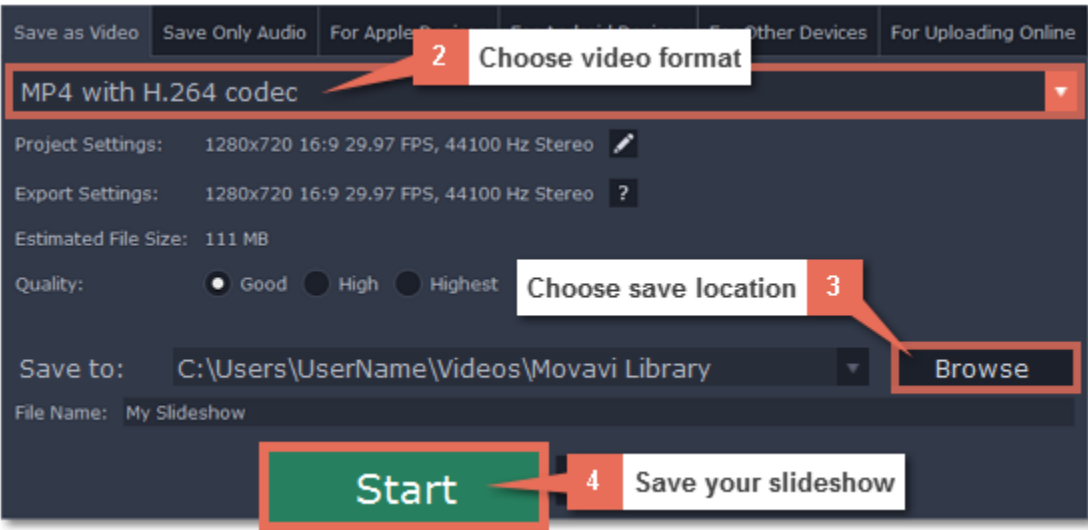 Save as Video Save Only Audio For Apple Other Devices For Uploading Online
2 Choose video format
MP4 with H.264 codec
Project Settings: 1280x720 16:9 29.97 FPS, 44100 Hz Stereo
Export Settings: 1280x720 16:9 29.97 FPS, 44100 Hz Stereo ?
Estimated File Size: 111 MB
Quality: Good High Highest
Choose save location 3
Save to: C:\Users\UserName\Videos\Movavi Library Browse
File Name: My Slideshow
Start
4 Save your slideshow